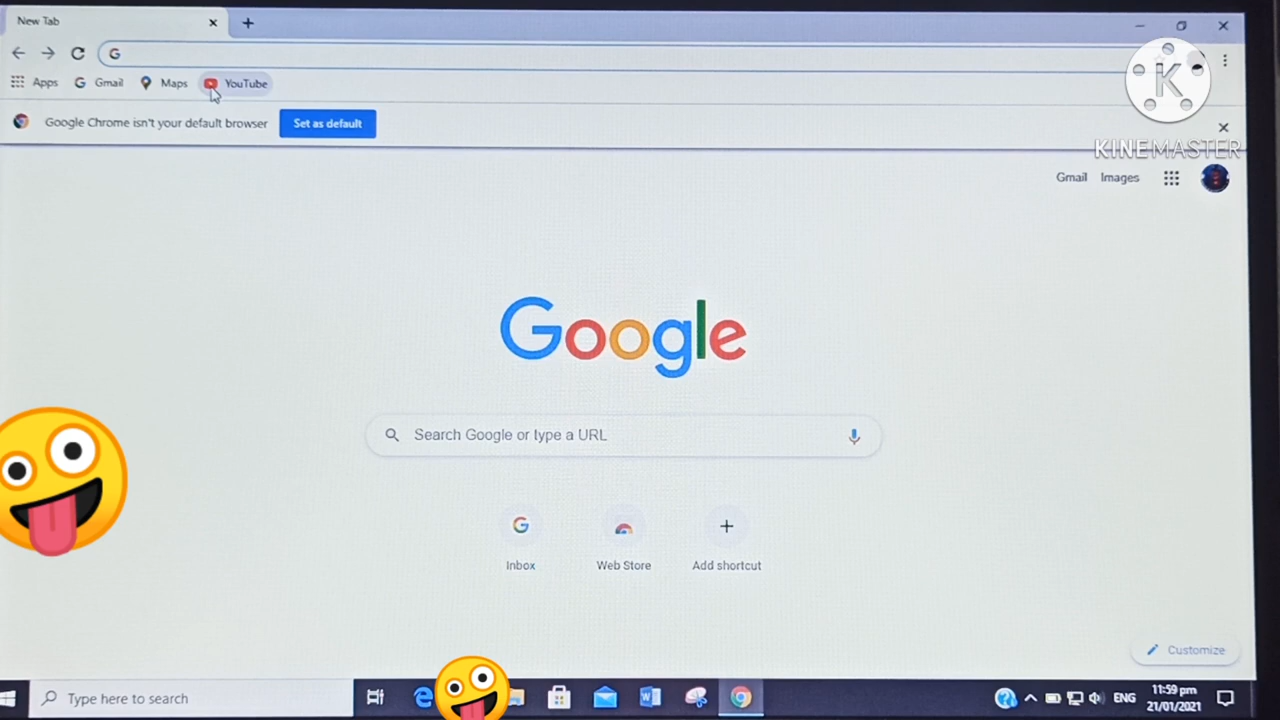 New Tab
Apps Gmail Maps YouTube
Google Chrome isn't your default browser Set as default
KINEMASTER
Gmail Images
Google
Search Google or type a URL
Inbox Web Store Add shortcut
Customize
Type here to search
ENG 11:59 pm
21/01/2021